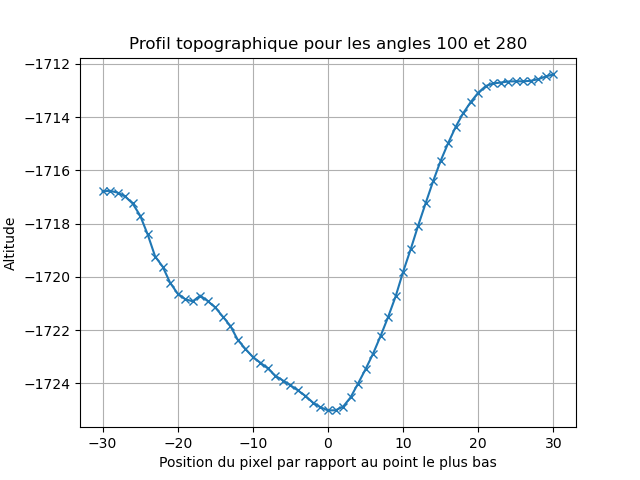 Profil topographique pour les angles 100 et 280
−1712
−1714
−1716
−1718
−1720
−1722
−1724
Altitude
−30 −20 −10 0 10 20 30
Position du pixel par rapport au point le plus bas